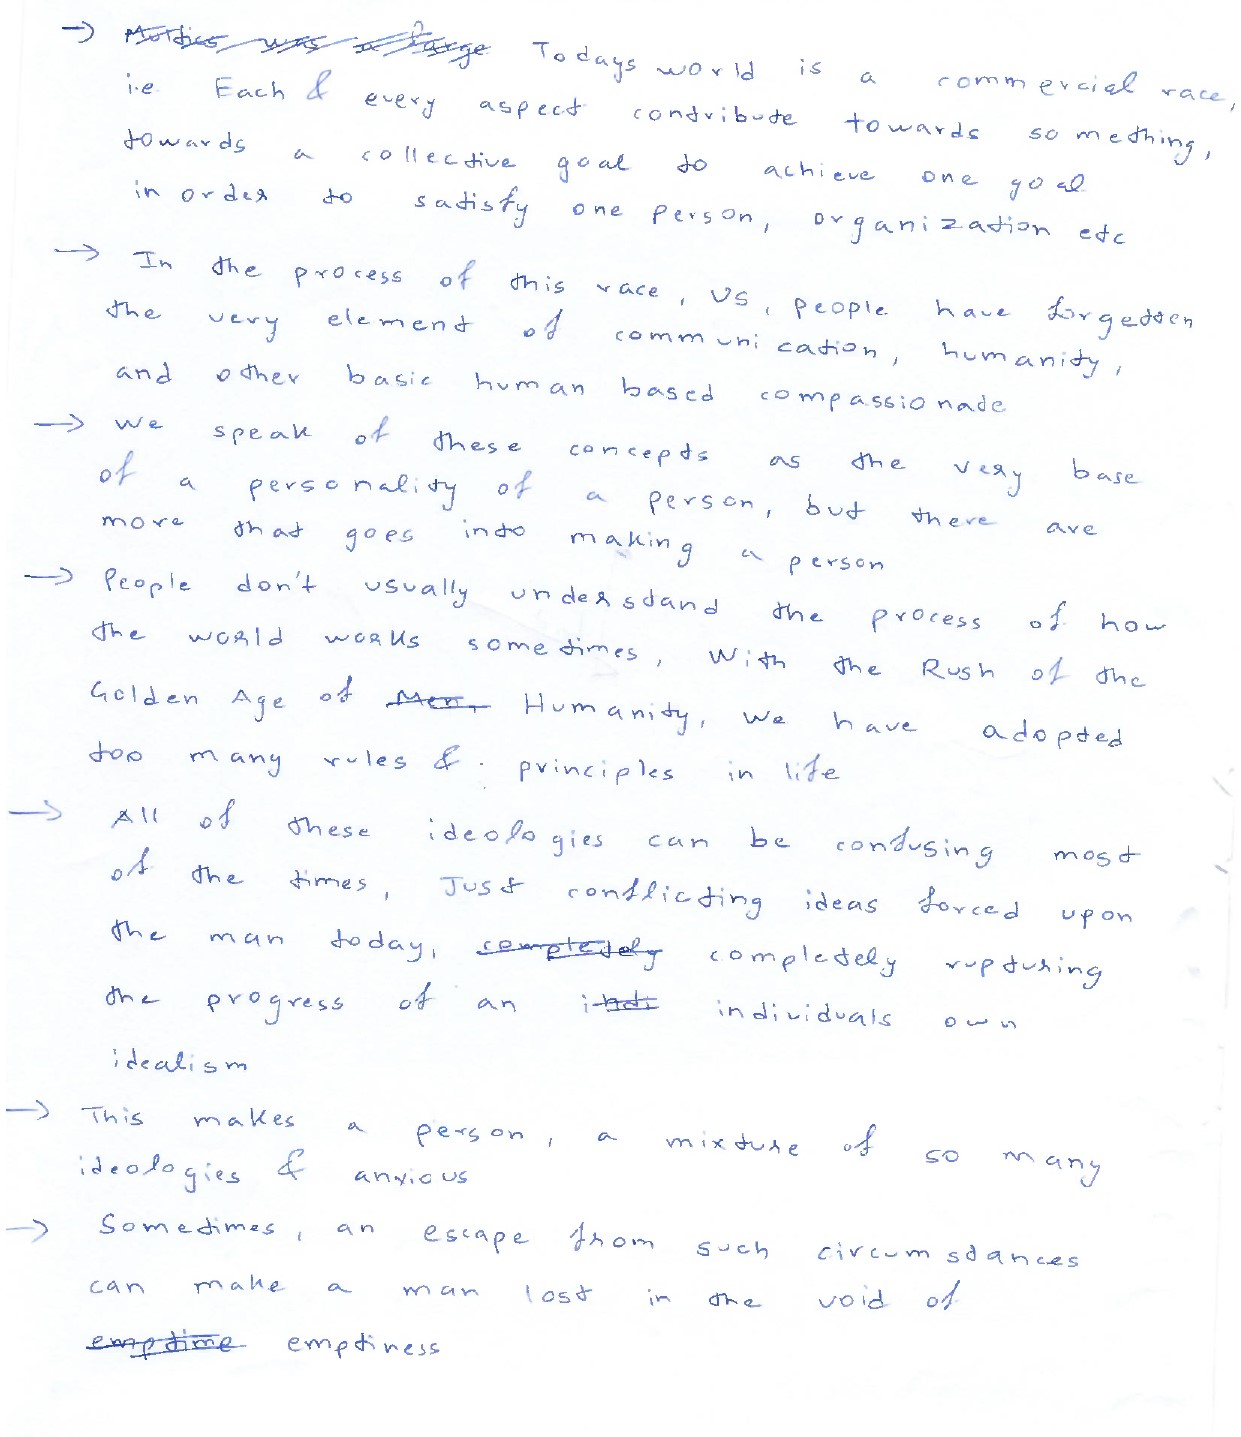 → Todays world is a commercial race,
i.e Each & every aspect contribute towards something,
towards a collective goal to achieve one goal
in order to satisfy one person, organization etc
→ In the process of this race, us, people have forgetten
the very element of communication, humanity,
and other basic human based compassionate
→ We speak of these concepts as the very base
of a personality of a person, but there are
more that goes into making a person
→ People don't usually understand the process of how
the world works sometimes, With the Rush of the
Golden Age of Men, Humanity, we have adopted
too many rules & principles in life
→ All of these ideologies can be confusing most
of the times, Just conflicting ideas forced upon
the man today, completely completely rupturing
the progress of an individuals own
idealism
→ This makes a person, a mixture of so many
ideologies & anxious
→ Sometimes, an escape from such circumstances
can make a man lost in the void of
emptime emptiness